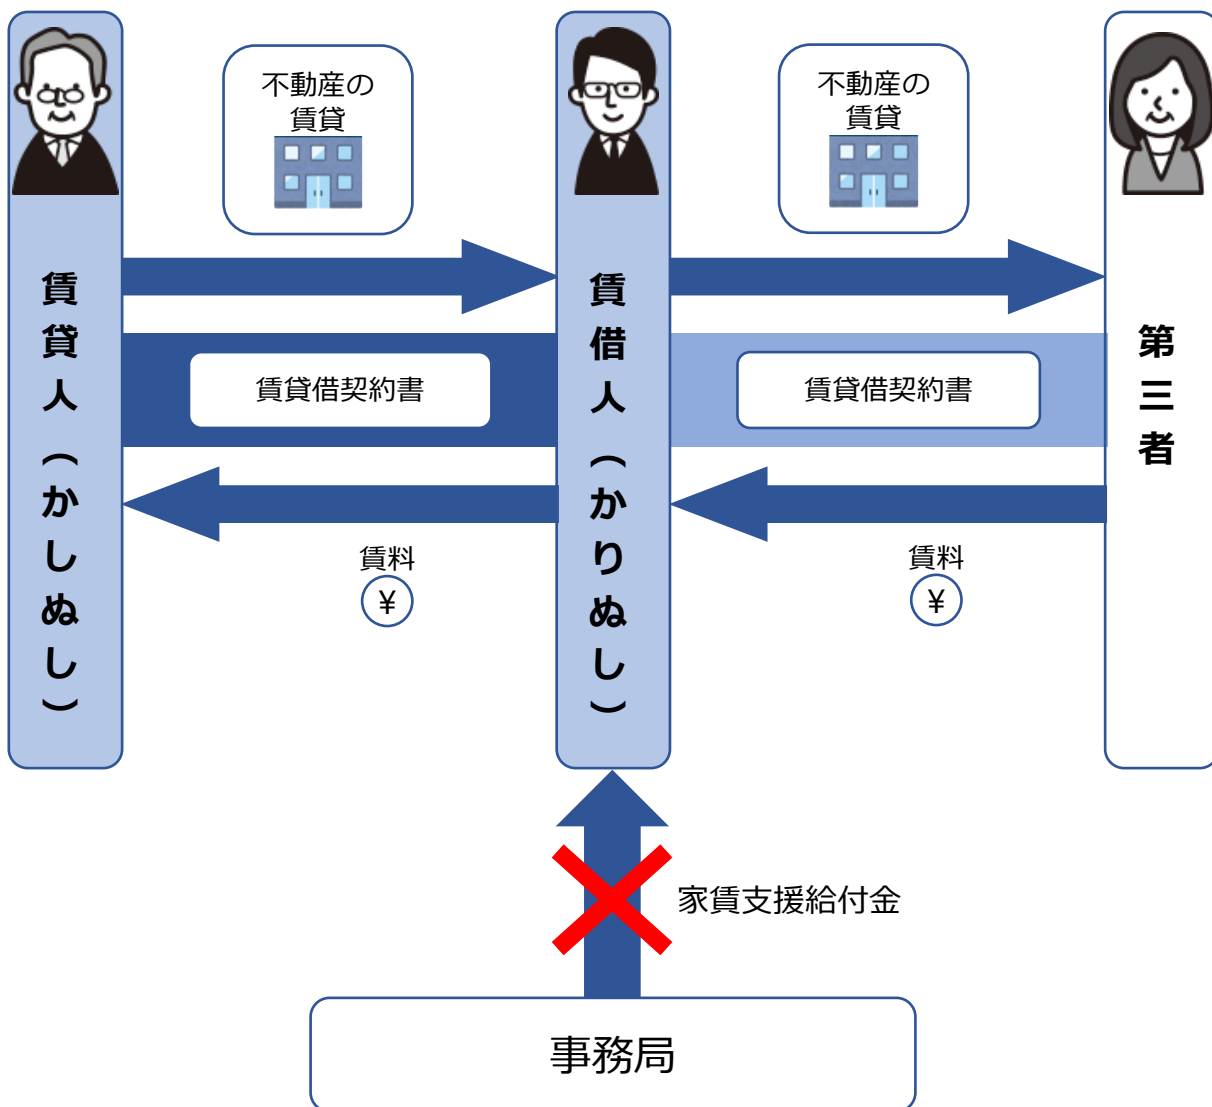 不動産の
賃貸
不動産の
賃貸
賃貸人（かしぬし）
賃借人（かりぬし）
第三者
賃貸借契約書
賃貸借契約書
賃料
¥
賃料
¥
家賃支援給付金
事務局